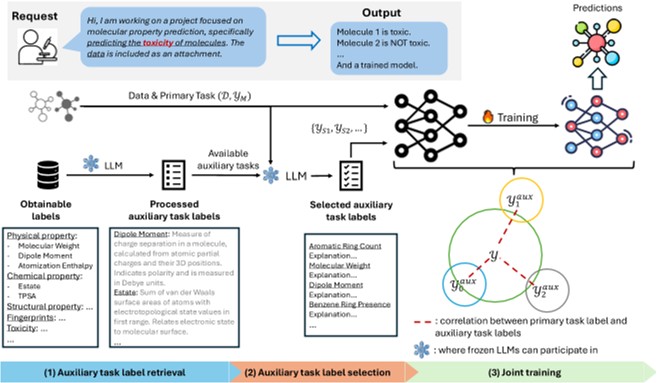 Request
Hi, I am working on a project focused on
molecular property prediction, specifically
predicting the toxicity of molecules. The
data is included as an attachment.
Output
Molecule 1 is toxic.
Molecule 2 is NOT toxic.
...
And a trained model.
Predictions
Data & Primary Task (𝒟, 𝒴M)
{𝒴S1, 𝒴S2, ...}
Training
LLM
Available
auxiliary tasks
LLM
Obtainable
labels
Processed
auxiliary task labels
Selected auxiliary
task labels
Physical property:
- Molecular Weight
- Dipole Moment
- Atomization Enthalpy
Chemical property:
- Estate
- TPSA
Structural property: ...
Fingerprints: ...
Toxicity: ...
...
Dipole Moment: Measure of
charge separation in a molecule,
calculated from atomic partial
charges and their 3D positions.
Indicates polarity and is measured
in Debye units.
Estate: Sum of van der Waals
surface areas of atoms with
electrotopological state values in
first range. Relates electronic state
to molecular surface.
...
Aromatic Ring Count
Explanation...
Molecular Weight
Explanation...
Dipole Moment
Explanation...
Benzene Ring Presence
Explanation...
...
y₁ᵃᵘˣ
y
y₂ᵃᵘˣ
: correlation between primary task label and
auxiliary task labels
: where frozen LLMs can participate in
(1) Auxiliary task label retrieval
(2) Auxiliary task label selection
(3) Joint training